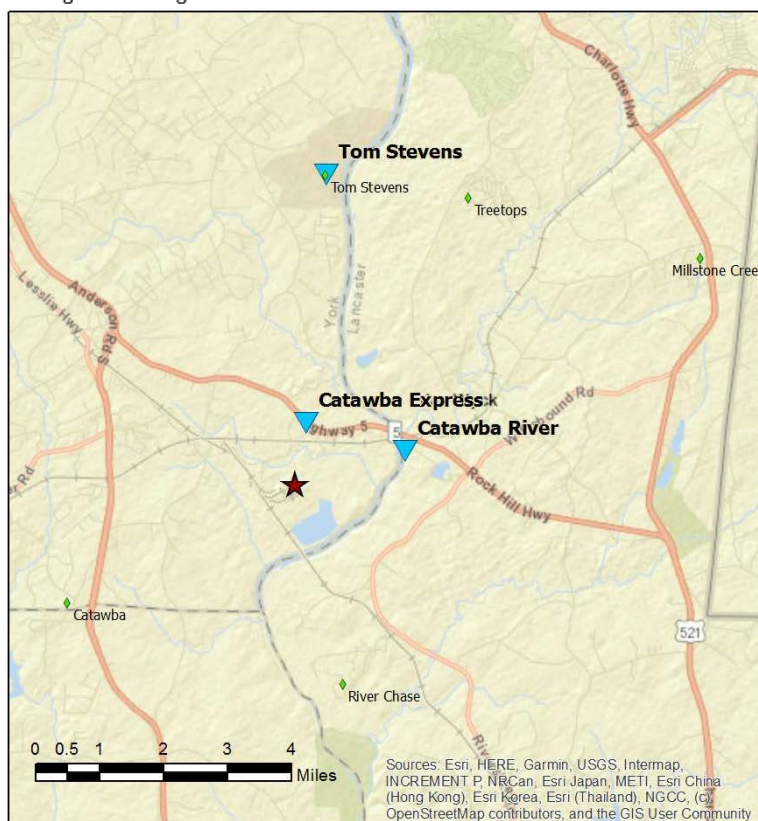 Charlotte Hwy
Tom Stevens
Tom Stevens
Treetops
Millstone Cree
York
Lancaster
Lesslie Hwy
Anderson Rd S
Catawba Express
Catawba River
ghway 5
5
Rd
Rock Hill Hwy
er Rd
Catawba
521
River Chase
0 0.5 1 2 3 4
Miles
Sources: Esri, HERE, Garmin, USGS, Intermap,
INCREMENT P, NRCan, Esri Japan, METI, Esri China
(Hong Kong), Esri Korea, Esri (Thailand), NGCC, (c)
OpenStreetMap contributors, and the GIS User Community